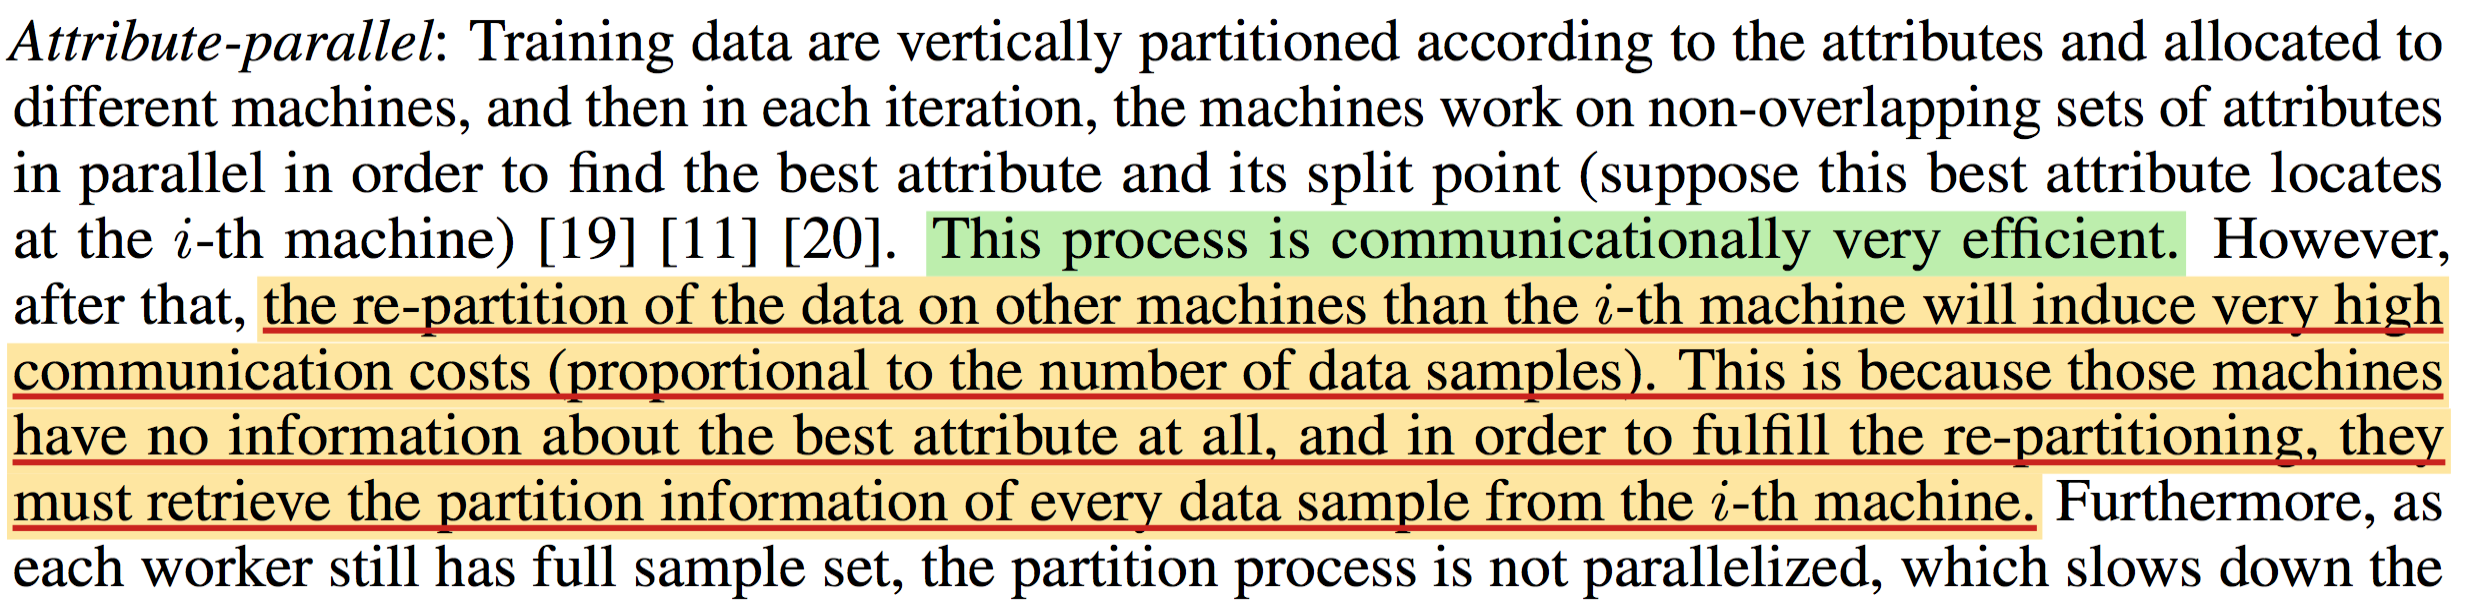 Attribute-parallel: Training data are vertically partitioned according to the attributes and allocated to
different machines, and then in each iteration, the machines work on non-overlapping sets of attributes
in parallel in order to find the best attribute and its split point (suppose this best attribute locates
at the i-th machine) [19] [11] [20]. This process is communicationally very efficient. However,
after that, the re-partition of the data on other machines than the i-th machine will induce very high
communication costs (proportional to the number of data samples). This is because those machines
have no information about the best attribute at all, and in order to fulfill the re-partitioning, they
must retrieve the partition information of every data sample from the i-th machine. Furthermore, as
each worker still has full sample set, the partition process is not parallelized, which slows down the